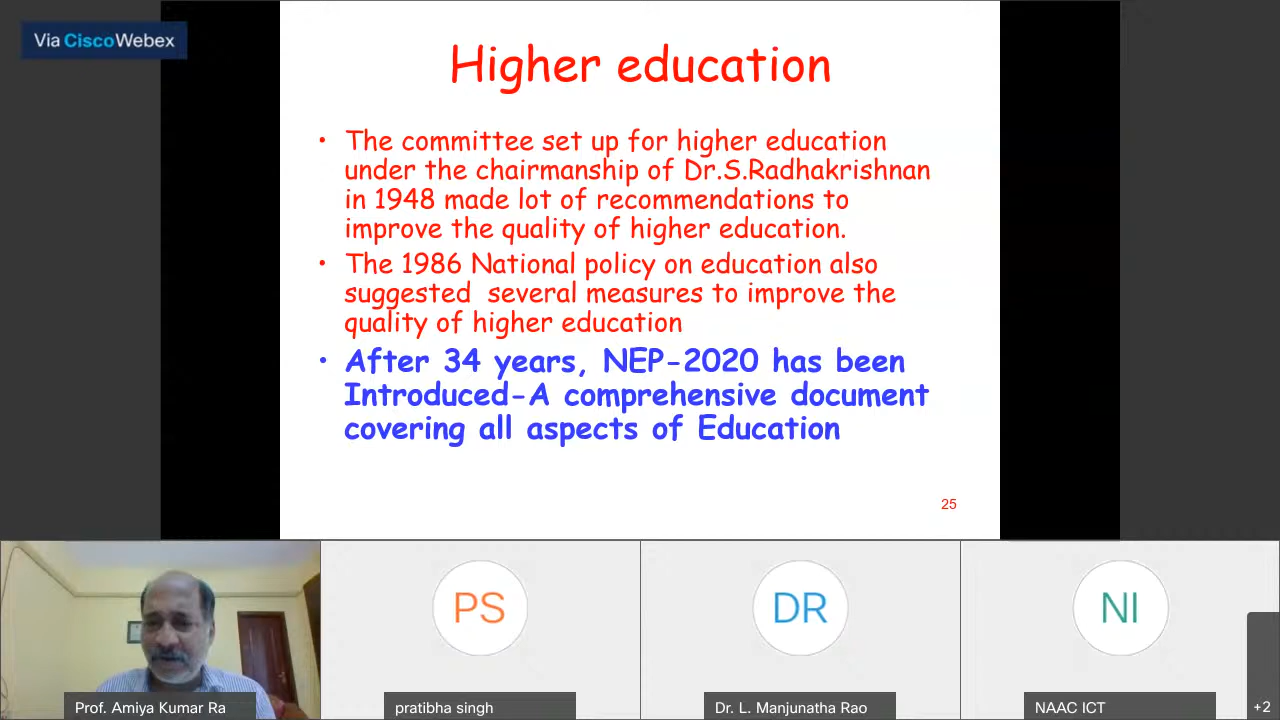 Via CiscoWebex
Higher education
• The committee set up for higher education
under the chairmanship of Dr.S.Radhakrishnan
in 1948 made lot of recommendations to
improve the quality of higher education.
• The 1986 National policy on education also
suggested several measures to improve the
quality of higher education
• After 34 years, NEP-2020 has been
Introduced-A comprehensive document
covering all aspects of Education
25
PS
DR
NI
Prof. Amiya Kumar Ra
pratibha singh
Dr. L. Manjunatha Rao
NAAC ICT
+2